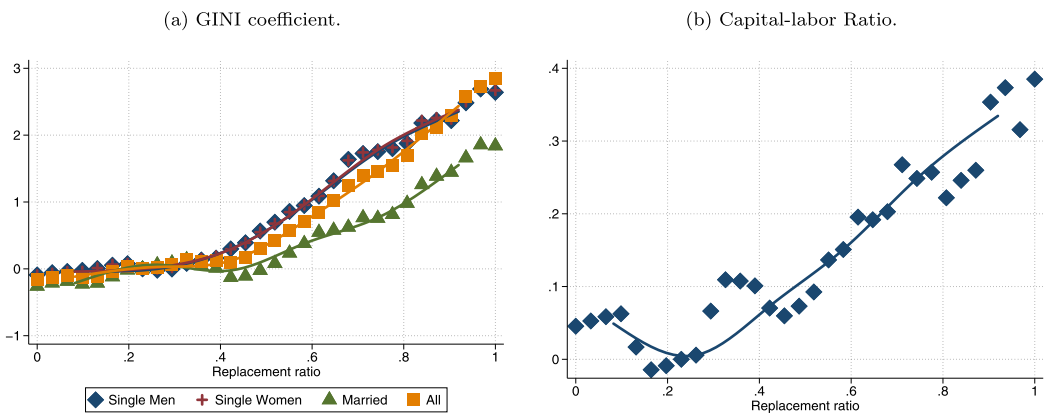 (a) GINI coefficient.
(b) Capital-labor Ratio.
3
2
1
0
−1
0
.2
.4
.6
.8
1
Replacement ratio
Single Men
Single Women
Married
All
.4
.3
.2
.1
0
0
.2
.4
.6
.8
1
Replacement ratio